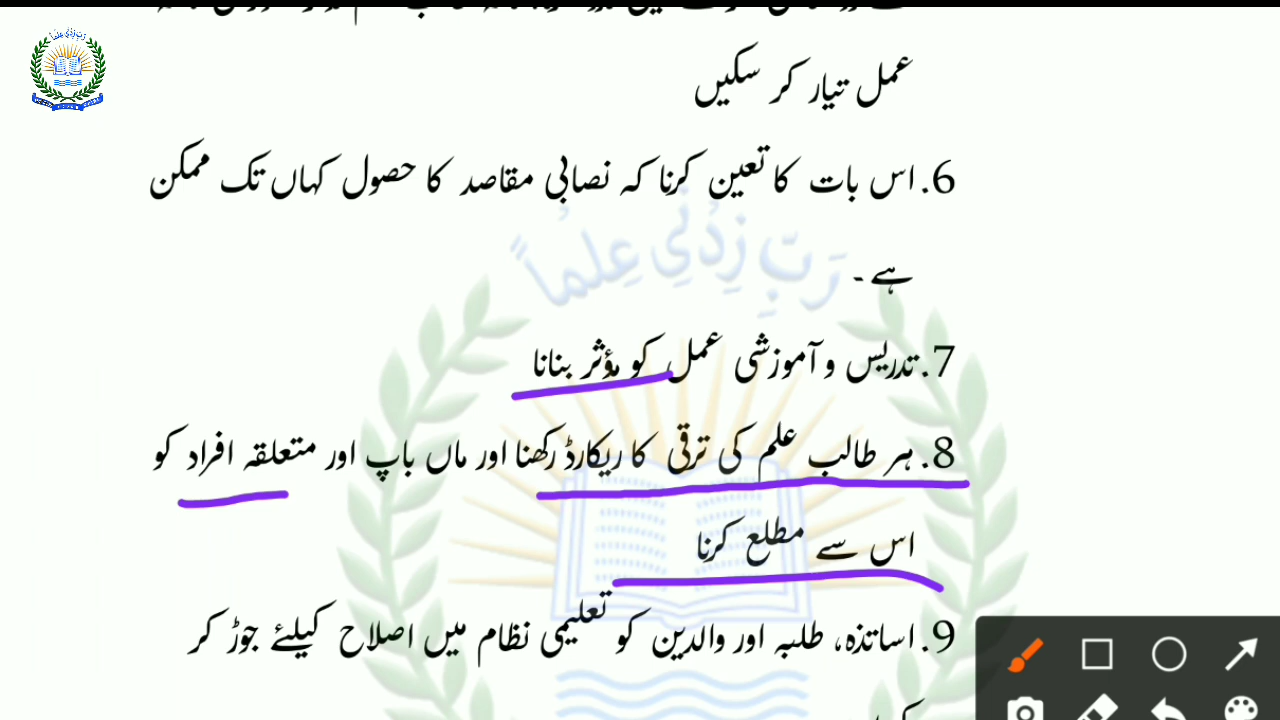 عمل تیار کر سکیں
6. اس بات کا تعین کرنا کہ نصابی مقاصد کا حصول کہاں تک ممکن
ہے۔
7. تدریس و آموزشی عمل کو مؤثر بنانا
8. ہر طالب علم کی ترقی کا ریکارڈ رکھنا اور ماں باپ اور متعلقہ افراد کو
اس سے مطلع کرنا
9. اساتذہ، طلبہ اور والدین کو تعلیمی نظام میں اصلاح کیلئے جوڑ کر
رَبِّ زِدْنِي عِلْماً